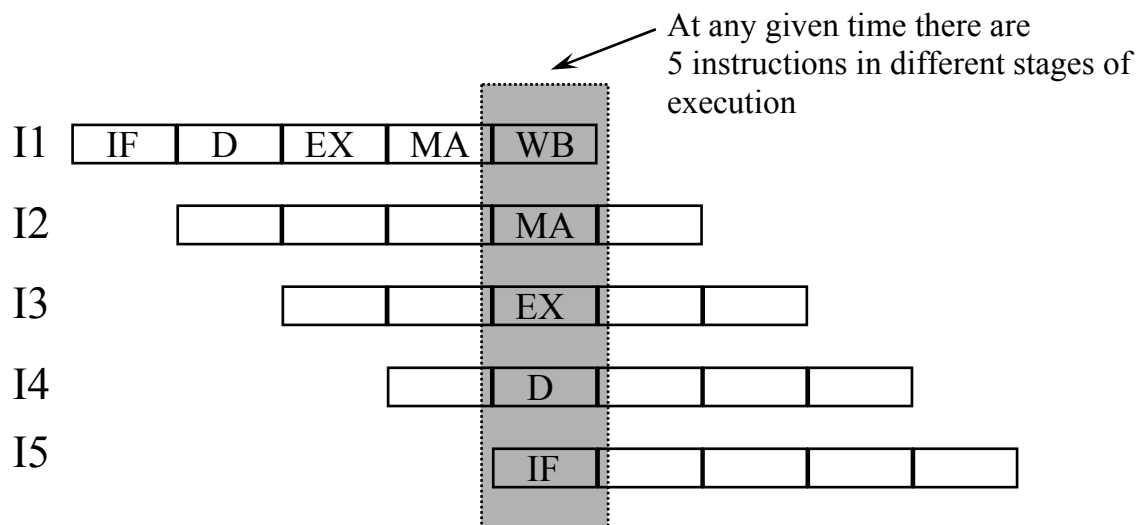 At any given time there are
5 instructions in different stages of
execution
I1 IF D EX MA WB
I2 MA
I3 EX
I4 D
I5 IF